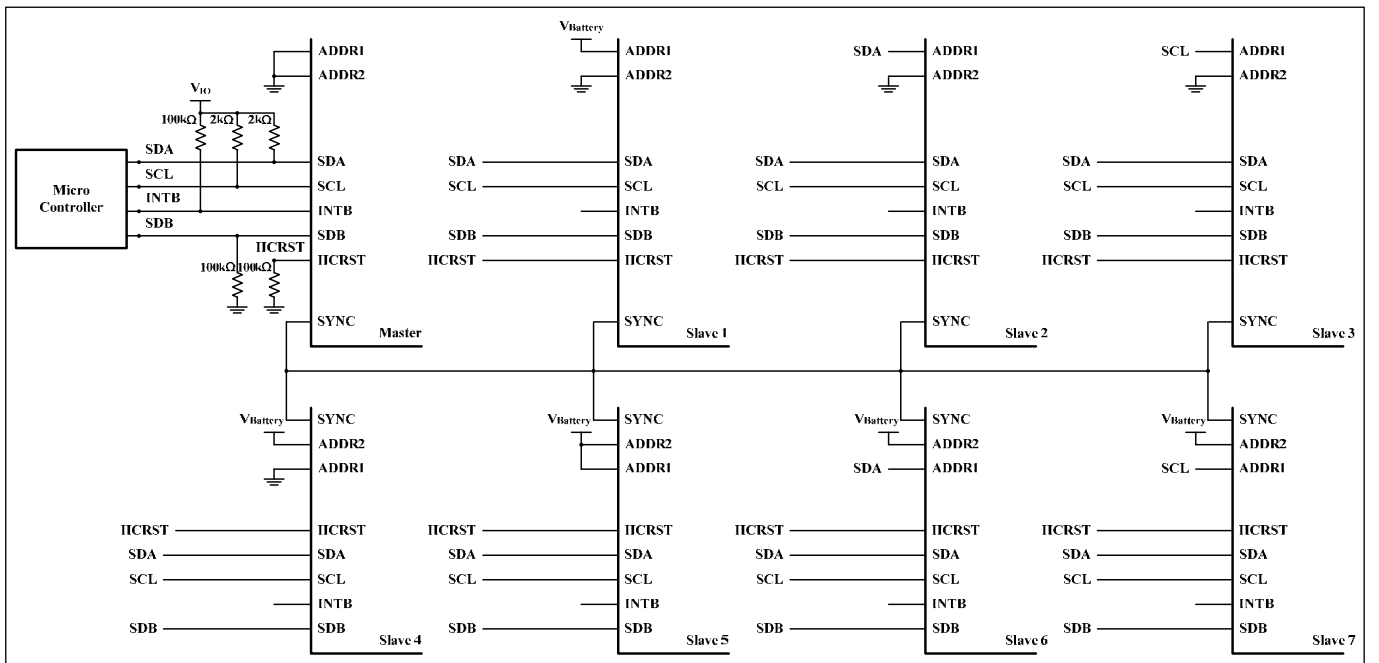 VBattery
ADDR1 ADDR1 SDA ADDR1 SCL ADDR1
ADDR2 ADDR2 ADDR2 ADDR2
VIO
100kΩ 2kΩ 2kΩ
SDA SDA SDA SDA SDA SDA SDA SDA
SCL SCL SCL SCL SCL SCL SCL SCL
Micro Controller
INTB INTB INTB INTB INTB
SDB SDB SDB SDB SDB SDB SDB SDB
IICRST IICRST IICRST IICRST IICRST IICRST IICRST IICRST
100kΩ 100kΩ
SYNC SYNC SYNC SYNC
Master Slave 1 Slave 2 Slave 3
SYNC SYNC SYNC SYNC
VBattery VBattery VBattery VBattery
ADDR2 ADDR2 ADDR2 ADDR2
ADDR1 ADDR1 SDA ADDR1 SCL ADDR1
IICRST IICRST IICRST IICRST IICRST IICRST IICRST IICRST
SDA SDA SDA SDA SDA SDA SDA SDA
SCL SCL SCL SCL SCL SCL SCL SCL
INTB INTB INTB INTB
SDB SDB SDB SDB SDB SDB SDB SDB
Slave 4 Slave 5 Slave 6 Slave 7